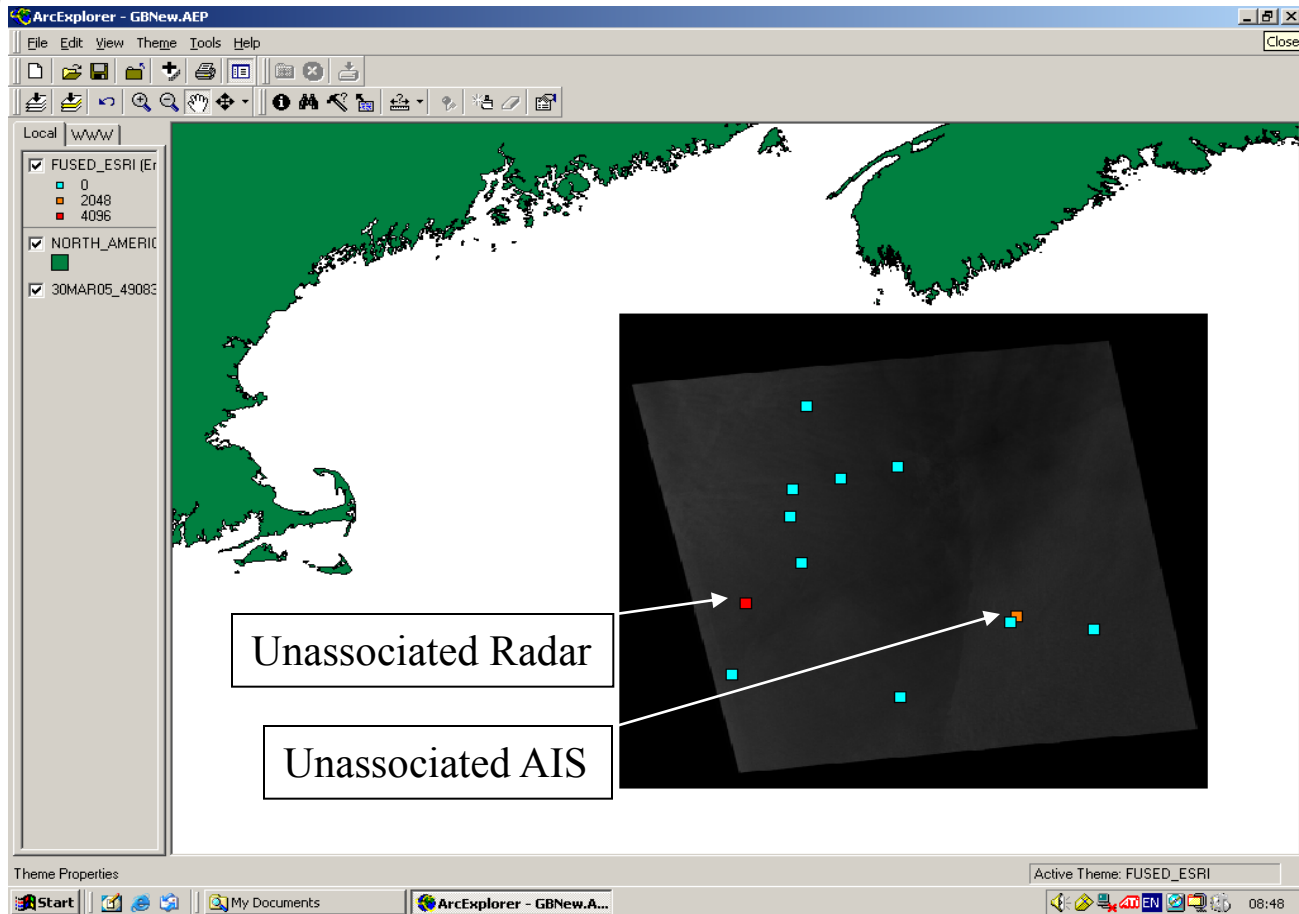 ArcExplorer - GBNew.AEP
File Edit View Theme Tools Help
Close
Local WWW
FUSED_ESRI (Er
0
2048
4096
NORTH_AMERIC
30MAR05_49083
Unassociated Radar
Unassociated AIS
Theme Properties
Active Theme: FUSED_ESRI
Start
My Documents
ArcExplorer - GBNew.A...
EN
08:48